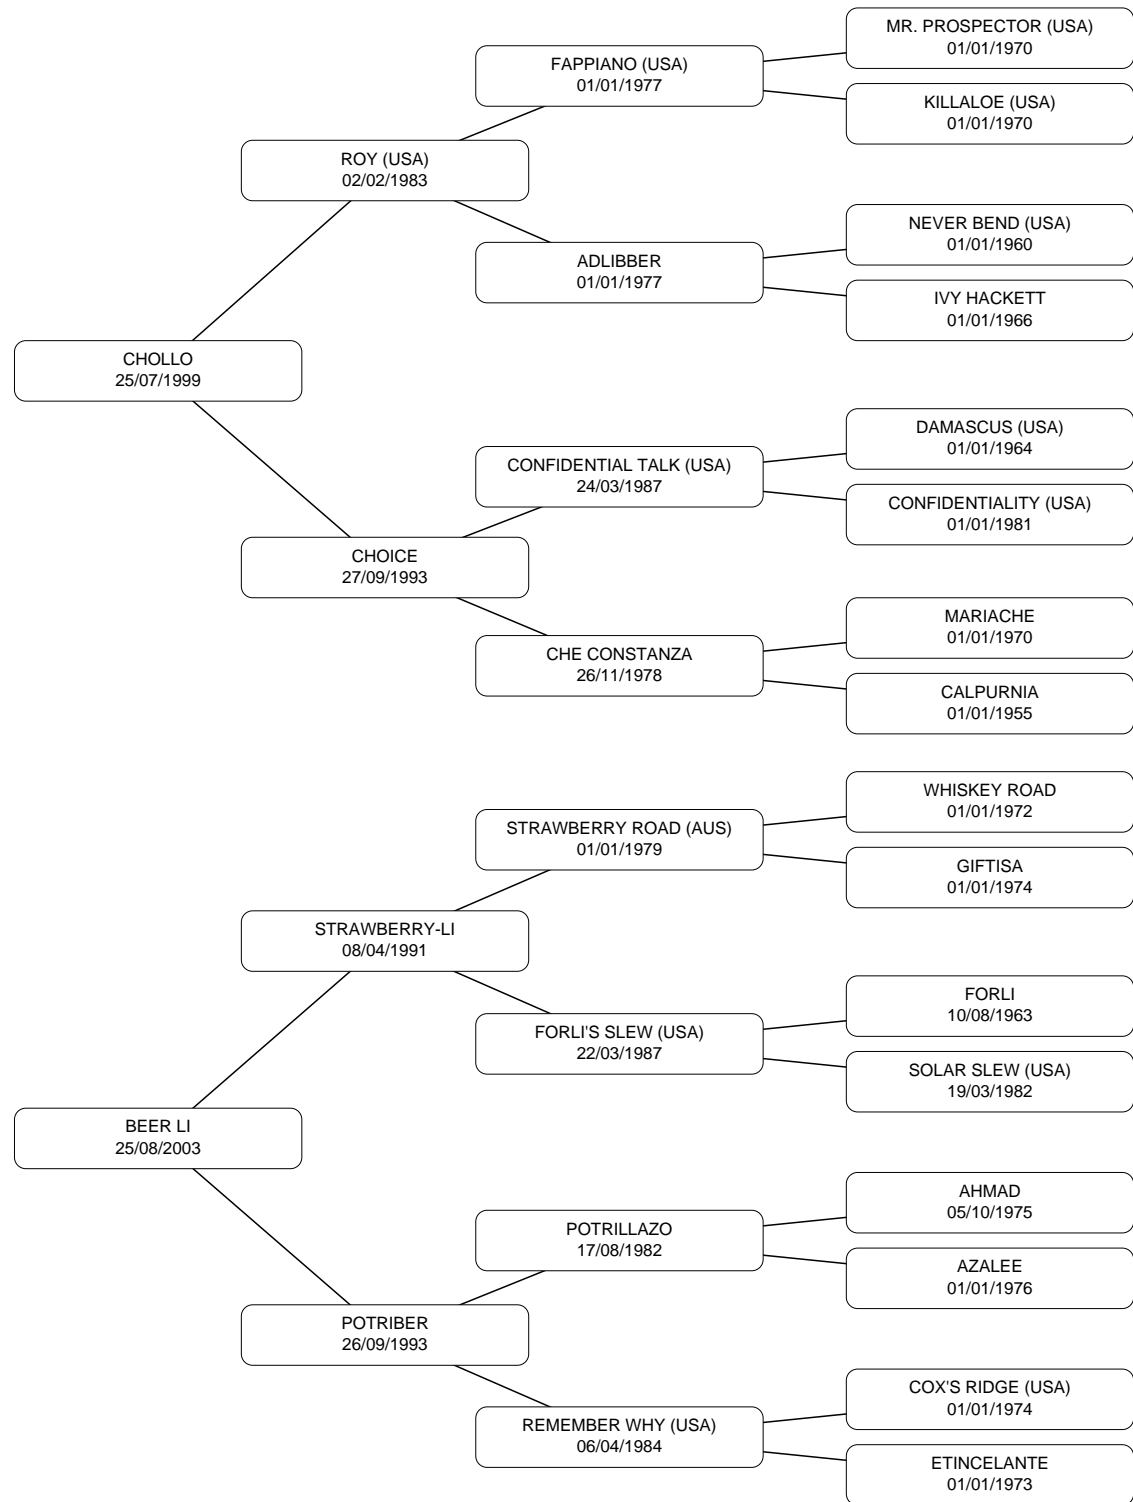 MR. PROSPECTOR (USA)
01/01/1970
FAPPIANO (USA)
01/01/1977
KILLALOE (USA)
01/01/1970
ROY (USA)
02/02/1983
NEVER BEND (USA)
01/01/1960
ADLIBBER
01/01/1977
IVY HACKETT
01/01/1966
CHOLLO
25/07/1999
DAMASCUS (USA)
01/01/1964
CONFIDENTIAL TALK (USA)
24/03/1987
CONFIDENTIALITY (USA)
01/01/1981
CHOICE
27/09/1993
MARIACHE
01/01/1970
CHE CONSTANZA
26/11/1978
CALPURNIA
01/01/1955
WHISKEY ROAD
01/01/1972
STRAWBERRY ROAD (AUS)
01/01/1979
GIFTISA
01/01/1974
STRAWBERRY-LI
08/04/1991
FORLI
10/08/1963
FORLI'S SLEW (USA)
22/03/1987
SOLAR SLEW (USA)
19/03/1982
BEER LI
25/08/2003
AHMAD
05/10/1975
POTRILLAZO
17/08/1982
AZALEE
01/01/1976
POTRIBER
26/09/1993
COX'S RIDGE (USA)
01/01/1974
REMEMBER WHY (USA)
06/04/1984
ETINCELANTE
01/01/1973